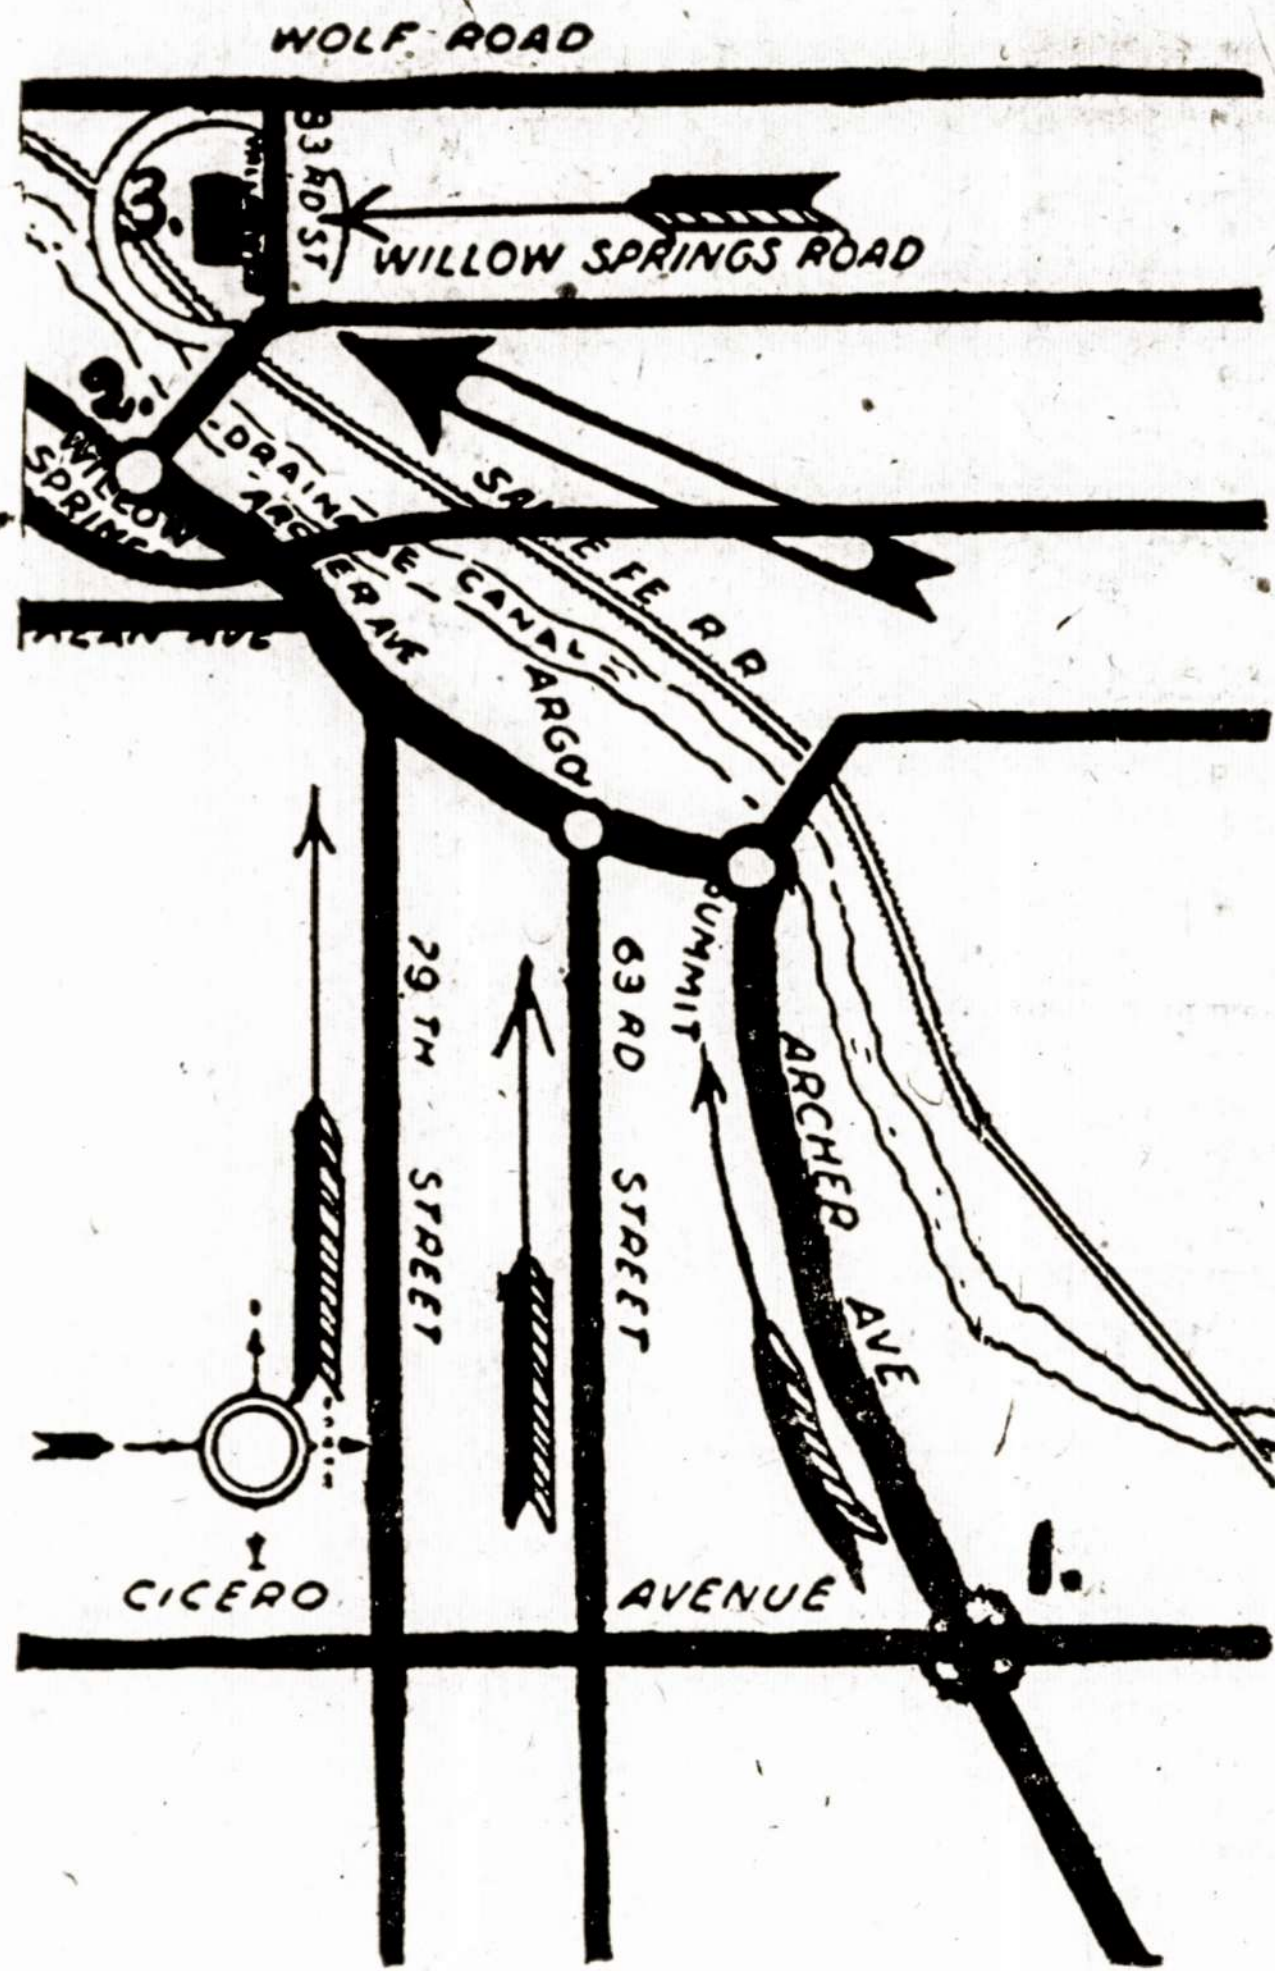 WOLF ROAD
83 RD ST
3.
WILLOW SPRINGS ROAD
2.
WILLOW
DRAINAGE CANAL
ARCHER AVE
SANTE FE R R
ARGO
SUMMIT
79 TH STREET
63 RD STREET
ARCHER AVE
1.
CICERO AVENUE